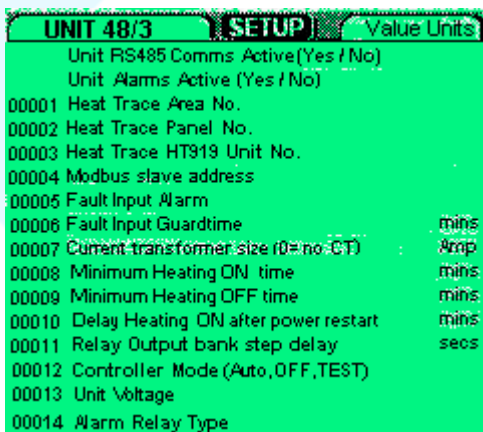 UNIT 48/3 SETUP Value Units
Unit RS485 Comms Active(Yes / No)
Unit Alarms Active (Yes / No)
00001 Heat Trace Area No.
00002 Heat Trace Panel No.
00003 Heat Trace HT919 Unit No.
00004 Modbus slave address
00005 Fault Input Alarm
00006 Fault Input Guardtime mins
00007 Current transformer size (0= no CT) : Amp
00008 Minimum Heating ON time mins
00009 Minimum Heating OFF time mins
00010 Delay Heating ON after power restart mins
00011 Relay Output bank step delay secs
00012 Controller Mode (Auto,OFF,TEST)
00013 Unit Voltage
00014 Alarm Relay Type